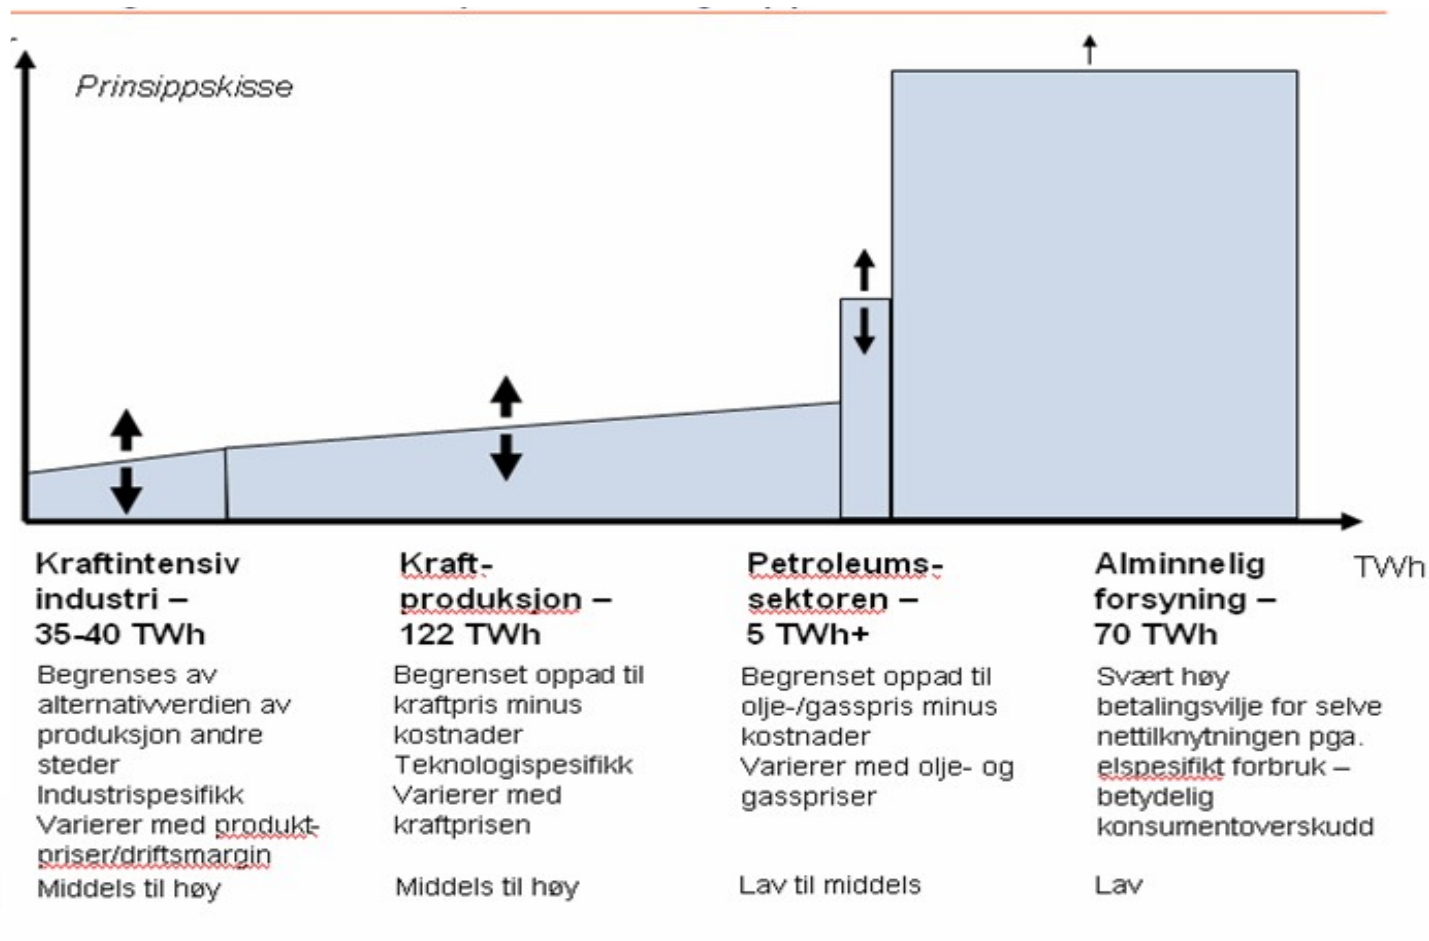 Prinsippskisse
TWh
Kraftintensiv
industri –
35-40 TWh
Begrenses av
alternativverdien av
produksjon andre
steder
Industrispesifikk
Varierer med produkt-
priser/driftsmargin
Middels til høy
Kraft-
produksjon –
122 TWh
Begrenset oppad til
kraftpris minus
kostnader
Teknologispesifikk
Varierer med
kraftprisen
Middels til høy
Petroleums-
sektoren –
5 TWh+
Begrenset oppad til
olje-/gasspris minus
kostnader
Varierer med olje- og
gasspriser
Lav til middels
Alminnelig
forsyning –
70 TWh
Svært høy
betalingsvilje for selve
nettilknytningen pga.
elspesifikt forbruk –
betydelig
konsumentoverskudd
Lav